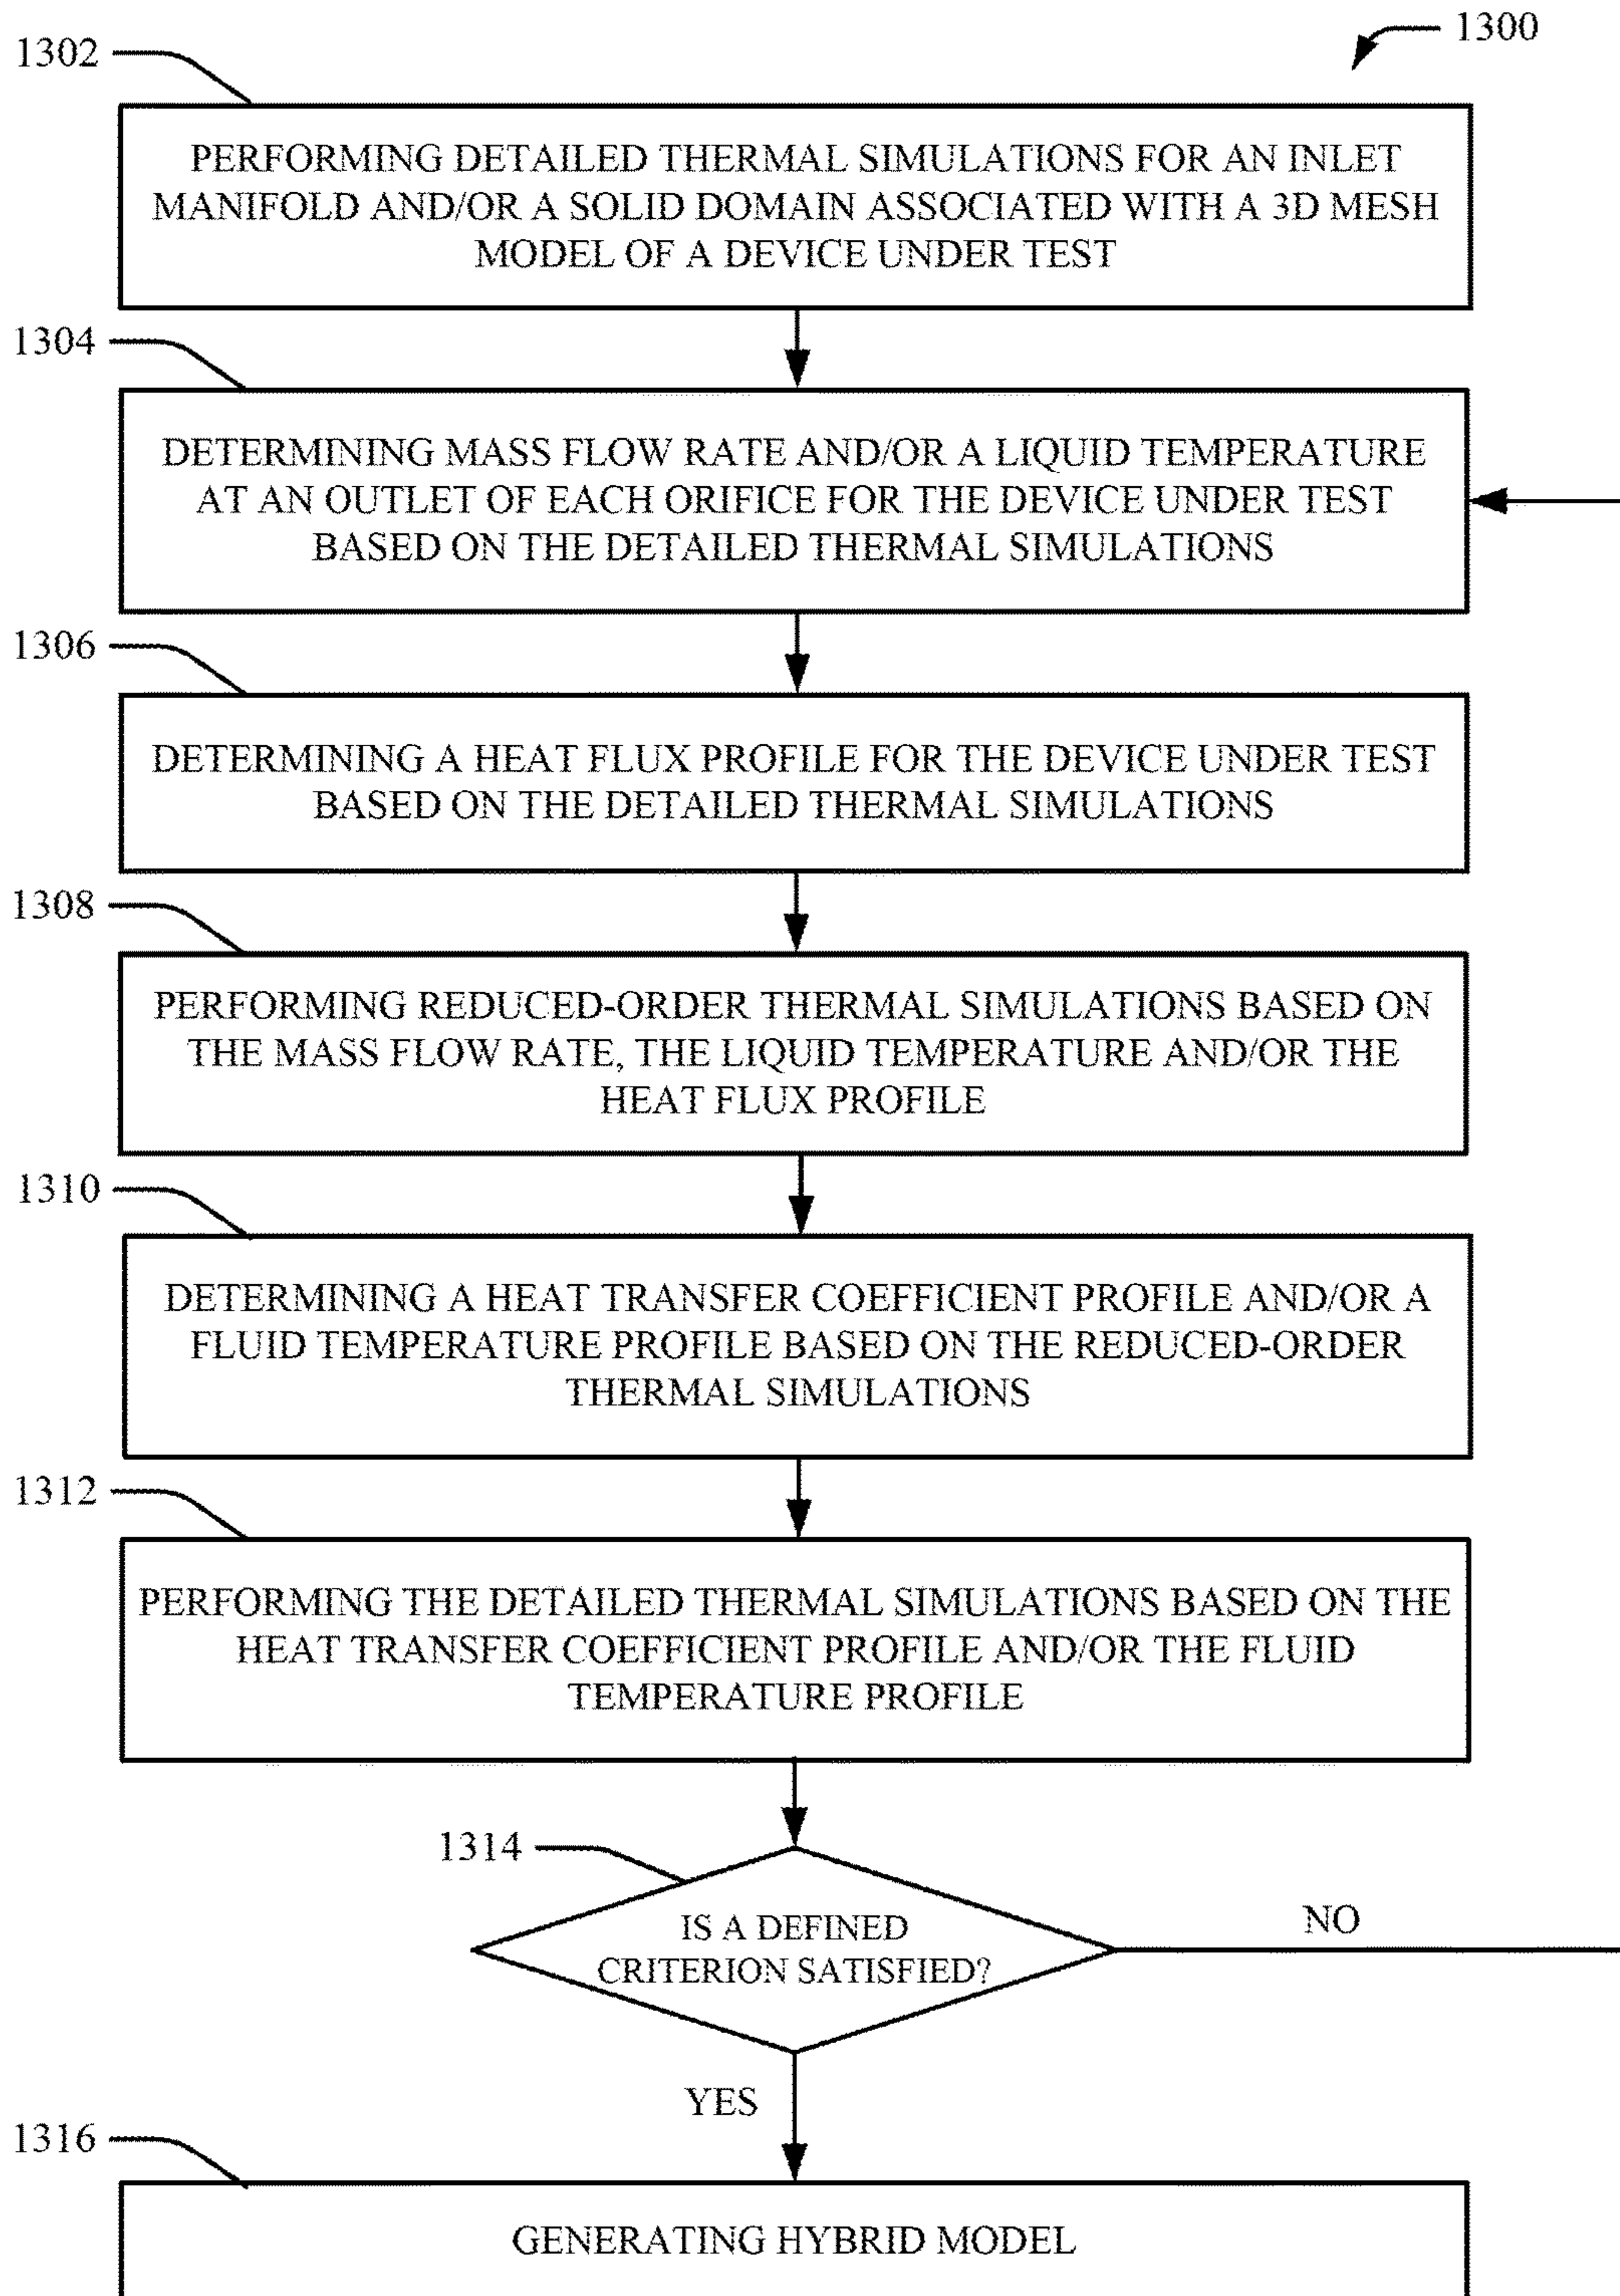 1300
1302
PERFORMING DETAILED THERMAL SIMULATIONS FOR AN INLET
MANIFOLD AND/OR A SOLID DOMAIN ASSOCIATED WITH A 3D MESH
MODEL OF A DEVICE UNDER TEST
1304
DETERMINING MASS FLOW RATE AND/OR A LIQUID TEMPERATURE
AT AN OUTLET OF EACH ORIFICE FOR THE DEVICE UNDER TEST
BASED ON THE DETAILED THERMAL SIMULATIONS
1306
DETERMINING A HEAT FLUX PROFILE FOR THE DEVICE UNDER TEST
BASED ON THE DETAILED THERMAL SIMULATIONS
1308
PERFORMING REDUCED-ORDER THERMAL SIMULATIONS BASED ON
THE MASS FLOW RATE, THE LIQUID TEMPERATURE AND/OR THE
HEAT FLUX PROFILE
1310
DETERMINING A HEAT TRANSFER COEFFICIENT PROFILE AND/OR A
FLUID TEMPERATURE PROFILE BASED ON THE REDUCED-ORDER
THERMAL SIMULATIONS
1312
PERFORMING THE DETAILED THERMAL SIMULATIONS BASED ON THE
HEAT TRANSFER COEFFICIENT PROFILE AND/OR THE FLUID
TEMPERATURE PROFILE
1314
IS A DEFINED
CRITERION SATISFIED?
NO
YES
1316
GENERATING HYBRID MODEL